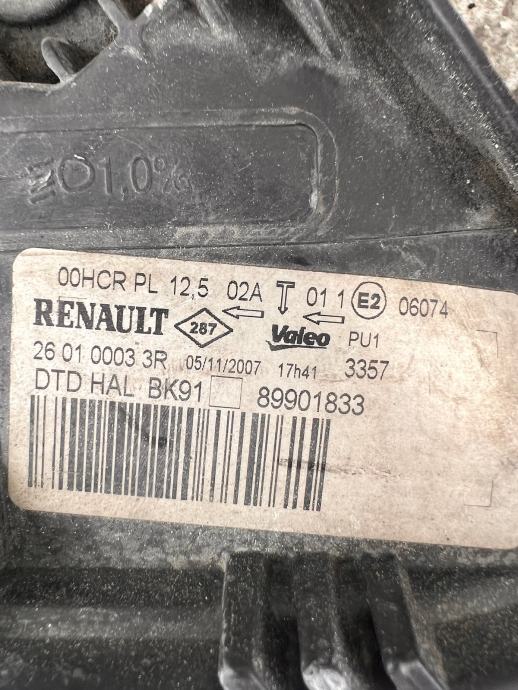 1,0%
00HCR PL 12,5 02A 01 1 E2 06074
RENAULT 287 Valeo PU1
26 01 0003 3R 05/11/2007 17h41 3357
DTD HAL BK91 89901833